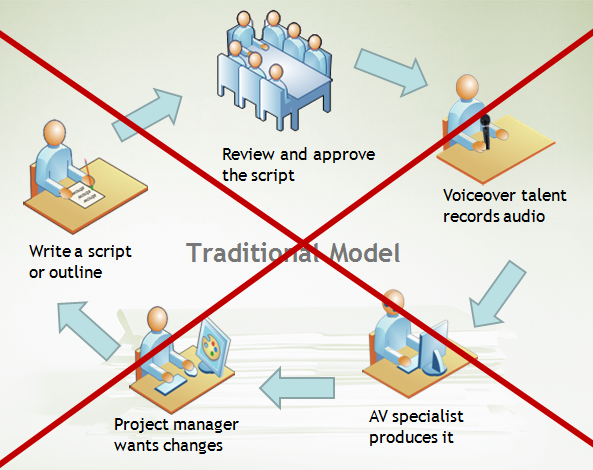 Review and approve
the script
Voiceover talent
records audio
Write a script
or outline
Traditional Model
Project manager
wants changes
AV specialist
produces it